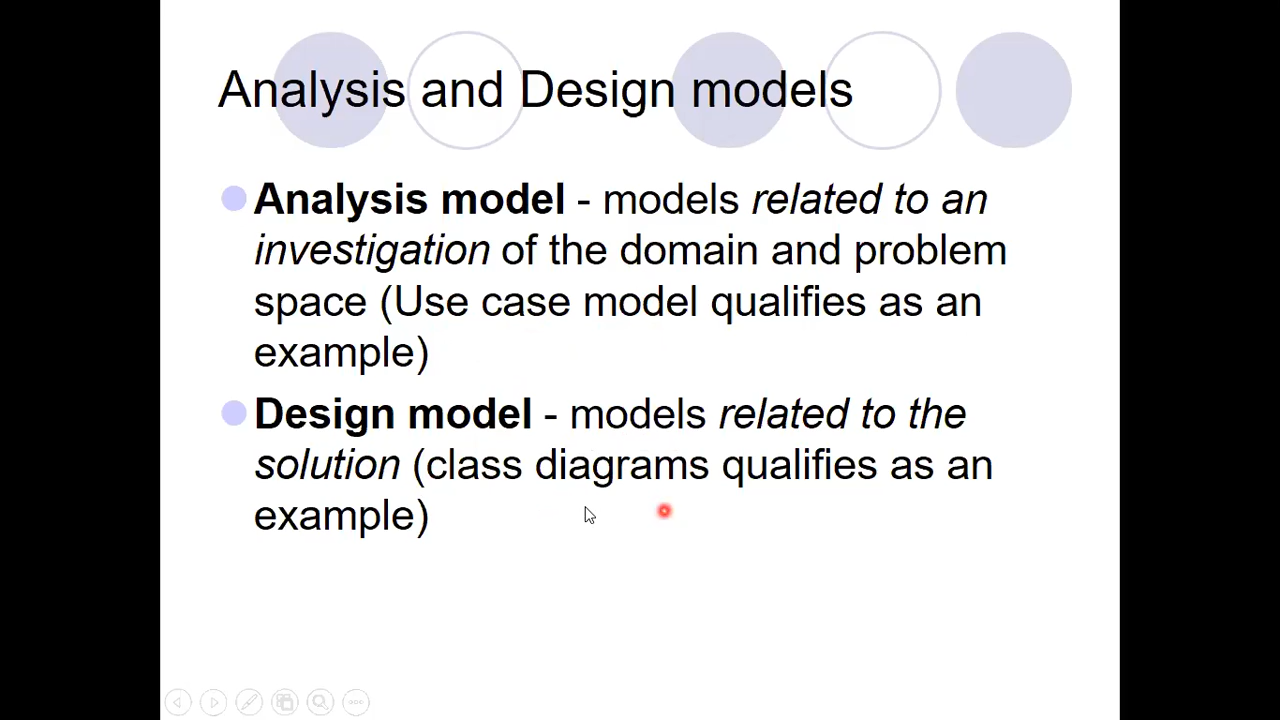 Analysis and Design models
Analysis model - models related to an
investigation of the domain and problem
space (Use case model qualifies as an
example)
Design model - models related to the
solution (class diagrams qualifies as an
example)